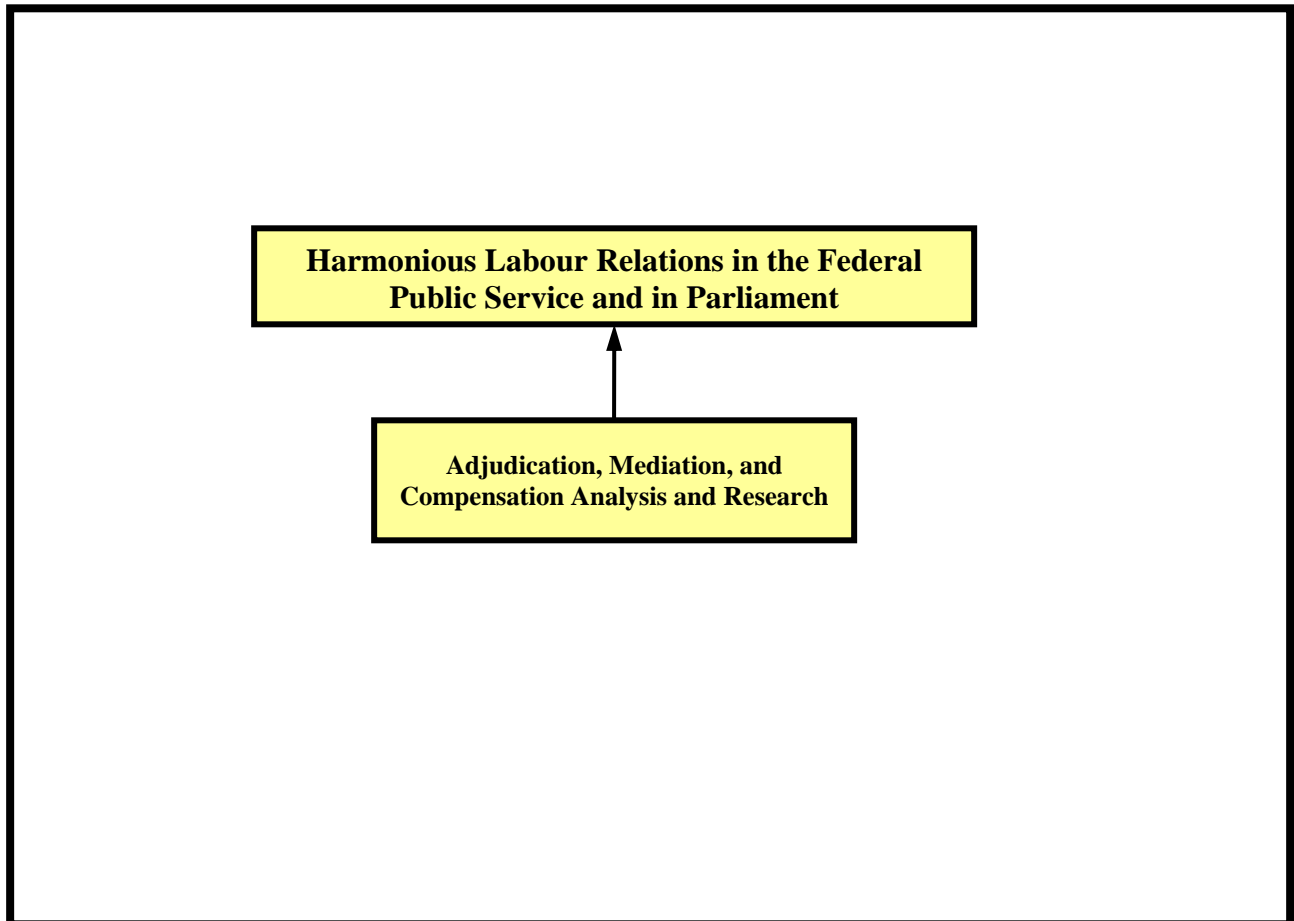 Harmonious Labour Relations in the Federal
Public Service and in Parliament
Adjudication, Mediation, and
Compensation Analysis and Research